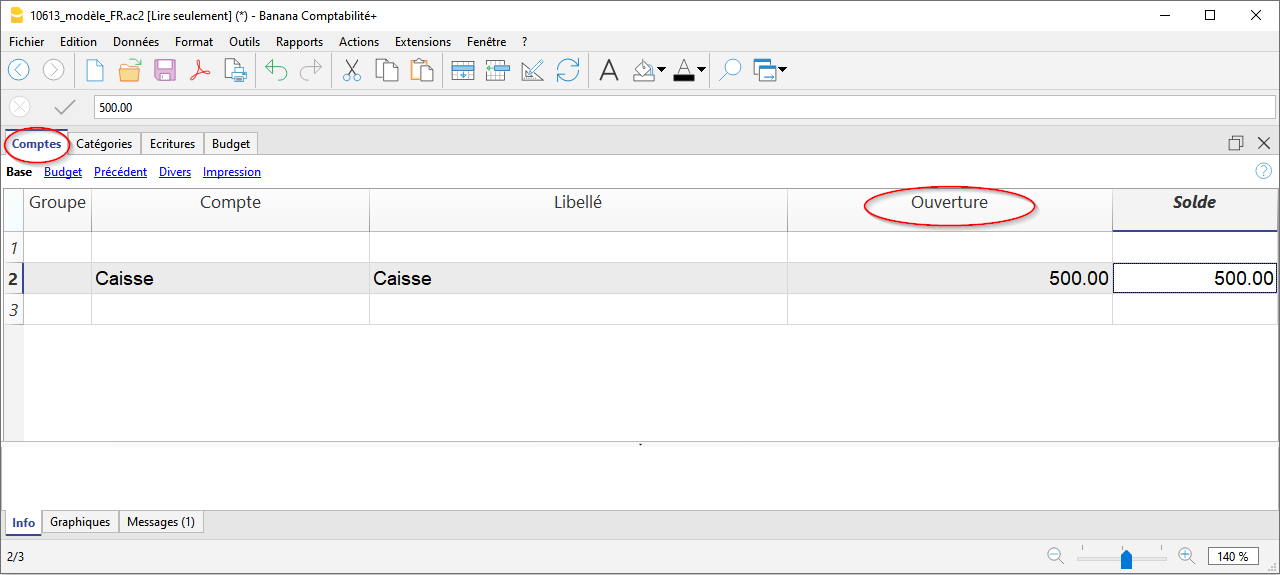 10613_modèle_FR.ac2 [Lire seulement] (*) - Banana Comptabilité+
Fichier Edition Données Format Outils Rapports Actions Extensions Fenêtre ?
500.00
Comptes Catégories Ecritures Budget
Base Budget Précédent Divers Impression
Groupe Compte Libellé Ouverture Solde
1
2 Caisse Caisse 500.00 500.00
3
Info Graphiques Messages (1)
2/3 140 %